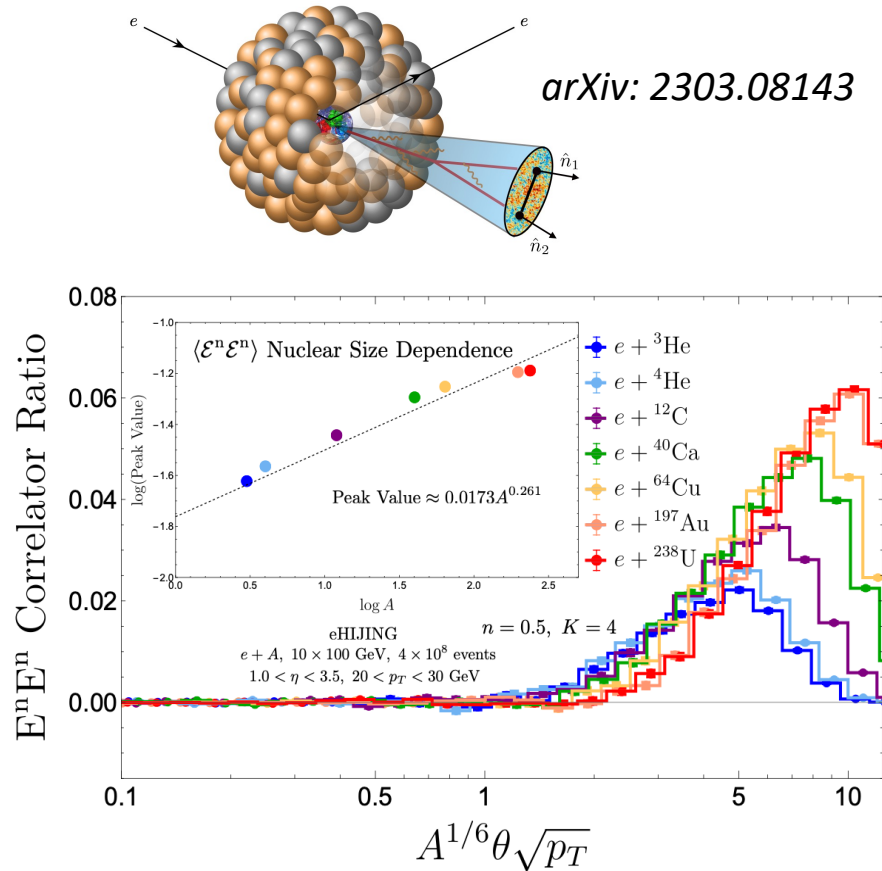 e
e
arXiv: 2303.08143
n̂₁
n̂₂
EⁿEⁿ Correlator Ratio
0.08
0.06
0.04
0.02
0.00
0.1
0.5
1
5
10
A^{1/6}θ√p_T
⟨ℰⁿℰⁿ⟩ Nuclear Size Dependence
log(Peak Value)
-1.0
-1.2
-1.4
-1.6
-1.8
-2.0
0.0
0.5
1.0
1.5
2.0
2.5
log A
Peak Value ≈ 0.0173A^{0.261}
e + ³He
e + ⁴He
e + ¹²C
e + ⁴⁰Ca
e + ⁶⁴Cu
e + ¹⁹⁷Au
e + ²³⁸U
eHIJING
e + A, 10 × 100 GeV, 4 × 10⁸ events
1.0 < η < 3.5, 20 < p_T < 30 GeV
n = 0.5, K = 4